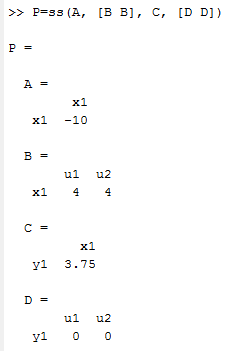 >> P=ss(A, [B B], C, [D D])
P =
A =
x1
x1 -10
B =
u1 u2
x1 4 4
C =
x1
y1 3.75
D =
u1 u2
y1 0 0